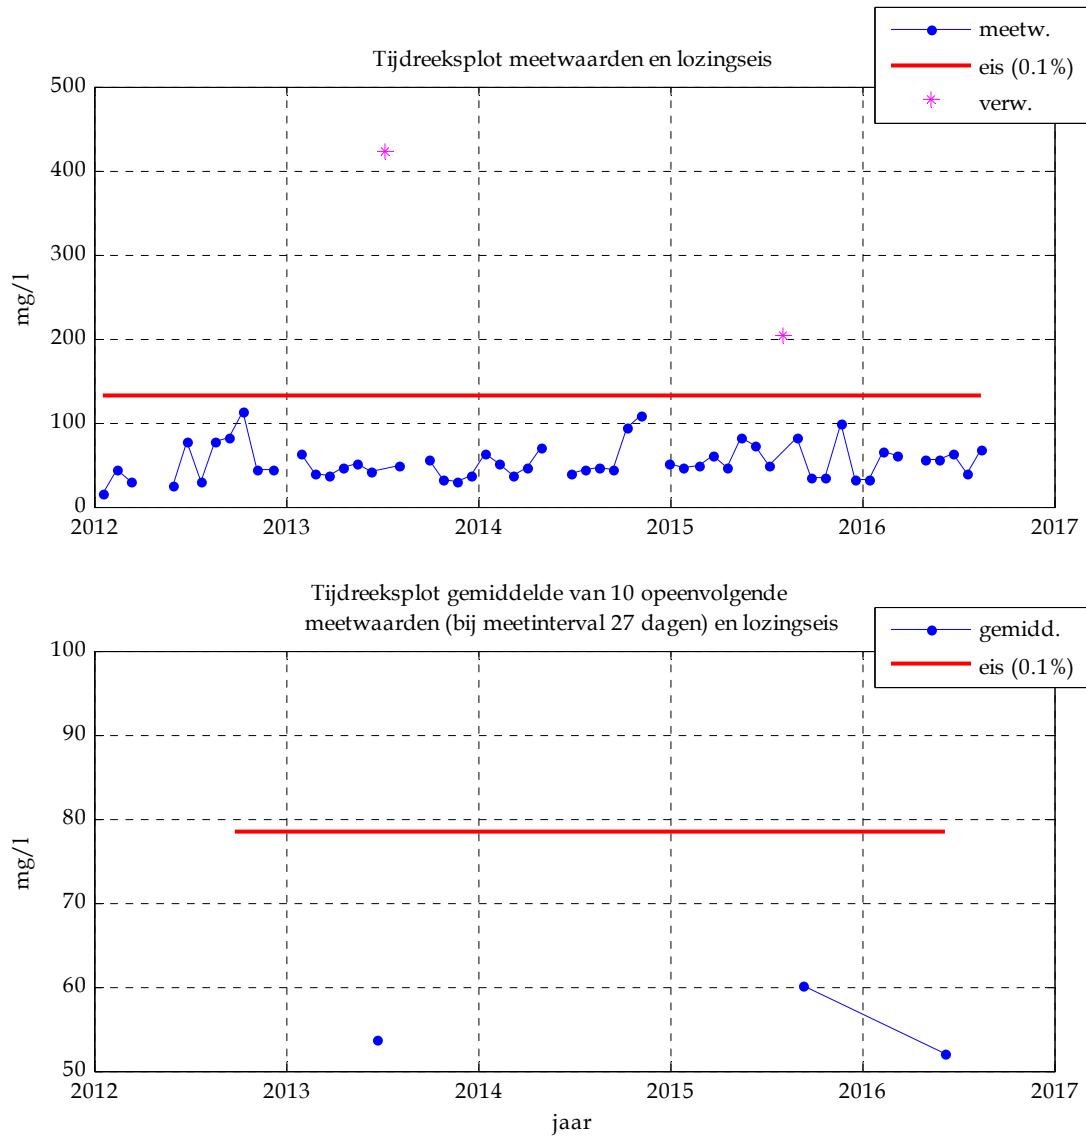 meetw.
eis (0.1%)
verw.
Tijdreeksplot meetwaarden en lozingseis
500
400
300
200
100
0
mg/l
2012
2013
2014
2015
2016
2017
Tijdreeksplot gemiddelde van 10 opeenvolgende
meetwaarden (bij meetinterval 27 dagen) en lozingseis
gemidd.
eis (0.1%)
100
90
80
70
60
50
mg/l
2012
2013
2014
2015
2016
2017
jaar